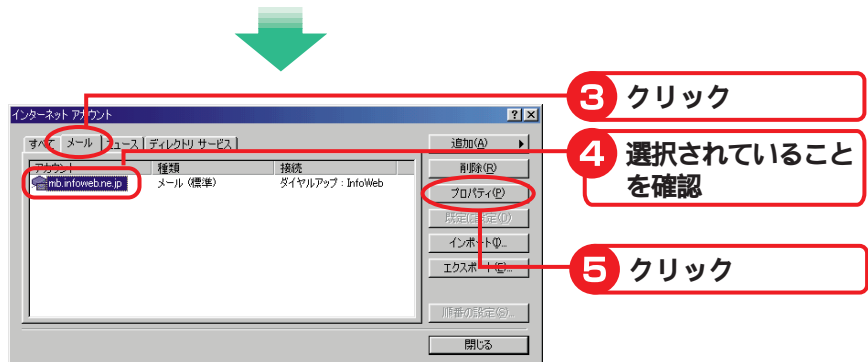 インターネット アカウント
すべて メール ニュース ディレクトリ サービス
アカウント 種類 接続
mb.infoweb.ne.jp メール (標準) ダイヤルアップ : InfoWeb
追加(A)
削除(R)
プロパティ(P)
既定に設定(D)
インポート(I)...
エクスポート(E)...
順番の設定(S)...
閉じる
3 クリック
4 選択されていること
を確認
5 クリック